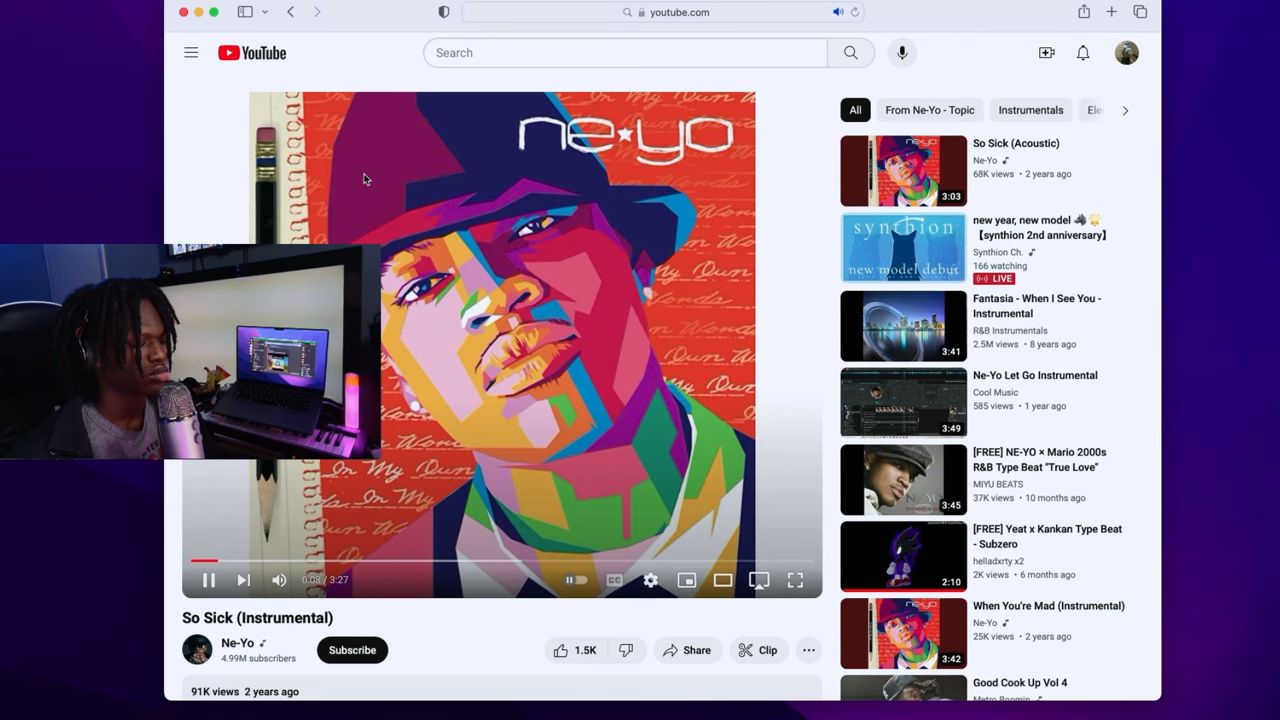 youtube.com
YouTube
Search
ne★yo
In My Own Words
All
From Ne-Yo - Topic
Instrumentals
So Sick (Acoustic)
Ne-Yo
68K views • 2 years ago
3:03
synthion
new model debut
new year, new model
【synthion 2nd anniversary】
Synthion Ch.
166 watching
LIVE
Fantasia - When I See You -
Instrumental
R&B Instrumentals
2.5M views • 8 years ago
3:41
Ne-Yo Let Go Instrumental
Cool Music
585 views • 1 year ago
3:49
[FREE] NE-YO × Mario 2000s
R&B Type Beat "True Love"
MIYU BEATS
37K views • 10 months ago
3:45
[FREE] Yeat x Kankan Type Beat
- Subzero
helladxrty x2
2K views • 6 months ago
2:10
When You're Mad (Instrumental)
Ne-Yo
25K views • 2 years ago
3:42
Good Cook Up Vol 4
Metro Boomin
0:08 / 3:27
CC
So Sick (Instrumental)
Ne-Yo
4.99M subscribers
Subscribe
1.5K
Share
Clip
91K views 2 years ago